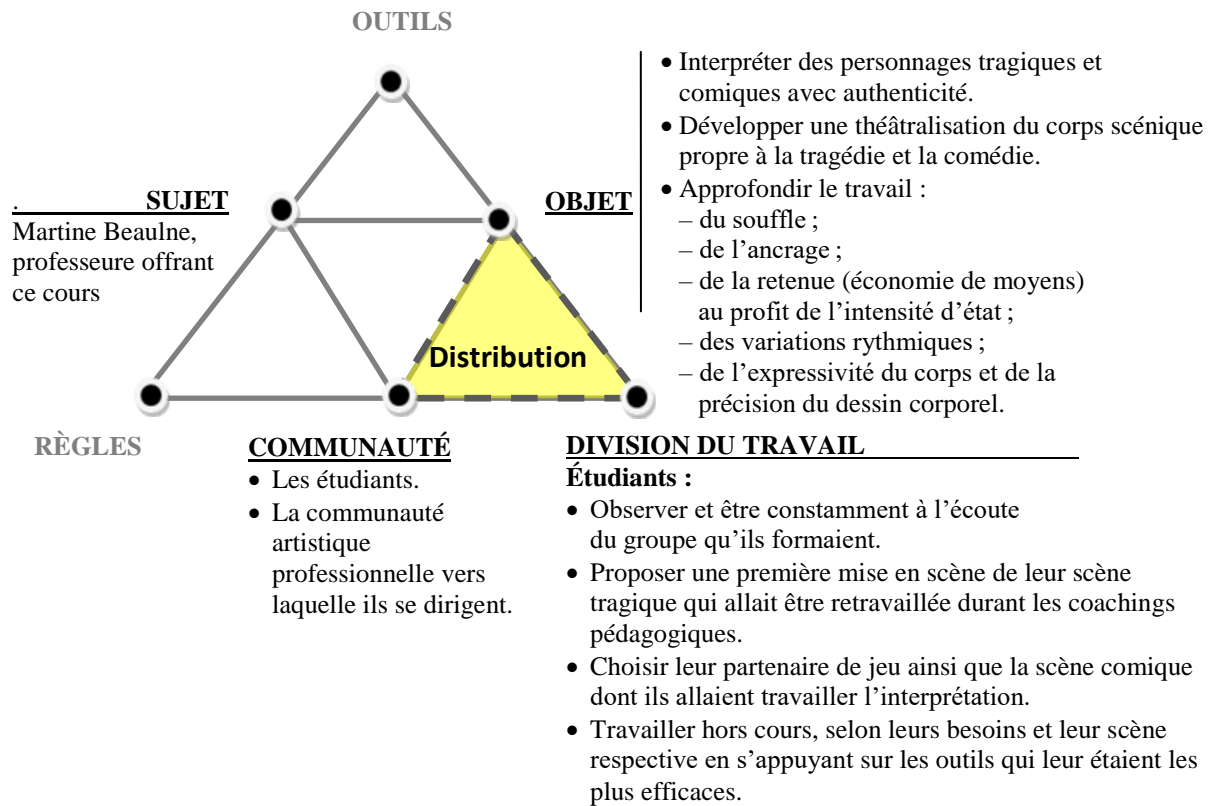 OUTILS
• Interpréter des personnages tragiques et
comiques avec authenticité.
• Développer une théâtralisation du corps scénique
propre à la tragédie et la comédie.
• Approfondir le travail :
– du souffle ;
– de l’ancrage ;
– de la retenue (économie de moyens)
au profit de l’intensité d’état ;
– des variations rythmiques ;
– de l’expressivité du corps et de la
précision du dessin corporel.
. SUJET
Martine Beaulne,
professeure offrant
ce cours
OBJET
Distribution
RÈGLES
COMMUNAUTÉ
• Les étudiants.
• La communauté
artistique
professionnelle vers
laquelle ils se dirigent.
DIVISION DU TRAVAIL
Étudiants :
• Observer et être constamment à l’écoute
du groupe qu’ils formaient.
• Proposer une première mise en scène de leur scène
tragique qui allait être retravaillée durant les coachings
pédagogiques.
• Choisir leur partenaire de jeu ainsi que la scène comique
dont ils allaient travailler l’interprétation.
• Travailler hors cours, selon leurs besoins et leur scène
respective en s’appuyant sur les outils qui leur étaient les
plus efficaces.